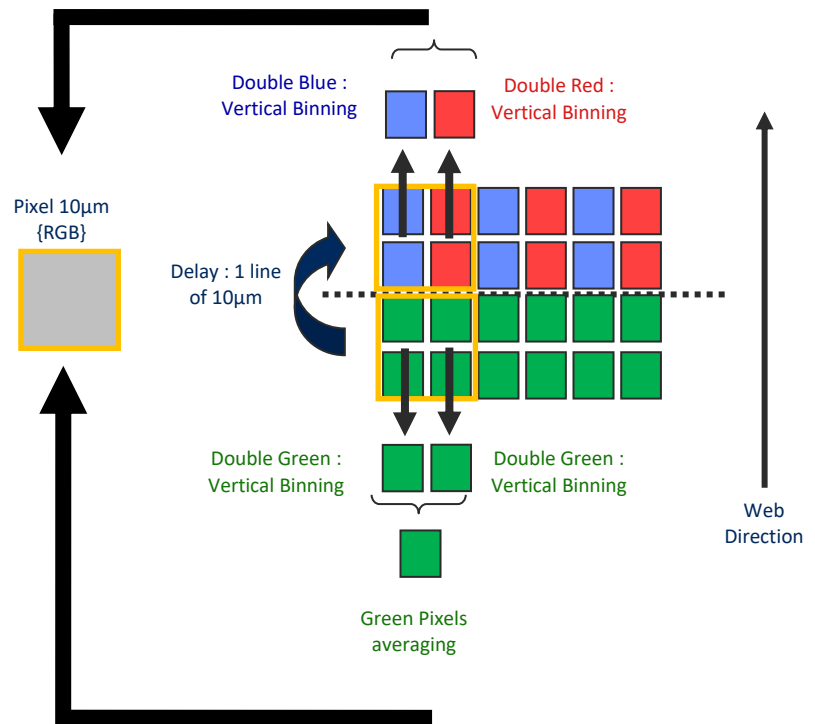 Double Blue :
Vertical Binning
Double Red :
Vertical Binning
Pixel 10µm
{RGB}
Delay : 1 line
of 10µm
Double Green :
Vertical Binning
Double Green :
Vertical Binning
Web
Direction
Green Pixels
averaging